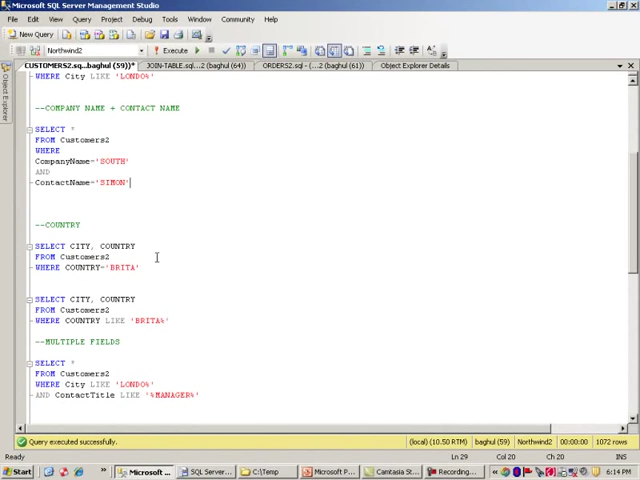 Microsoft SQL Server Management Studio
File Edit View Query Project Debug Tools Window Community Help
New Query
Northwind2 Execute
CUSTOMERS2.sq...baghul (59))* JOIN-TABLE.sql...2 (baghul (64)) ORDERS2.sql - (...2 (baghul (61)) Object Explorer Details
Object Explorer
WHERE City LIKE 'LONDO%'
--COMPANY NAME + CONTACT NAME
SELECT *
FROM Customers2
WHERE
CompanyName='SOUTH'
AND
ContactName='SIMON'
--COUNTRY
SELECT CITY, COUNTRY
FROM Customers2
WHERE COUNTRY='BRITA'
SELECT CITY, COUNTRY
FROM Customers2
WHERE COUNTRY LIKE 'BRITA%'
--MULTIPLE FIELDS
SELECT *
FROM Customers2
WHERE City LIKE 'LONDO%'
AND ContactTitle LIKE '%MANAGER%'
Query executed successfully. (local) (10.50 RTM) baghul (59) Northwind2 00:00:00 1072 rows
Ready Ln 29 Col 20 Ch 20 INS
Start Microsoft ... SQL Server... C:\Temp Microsoft P... Camtasia St... Recording... 6:14 PM